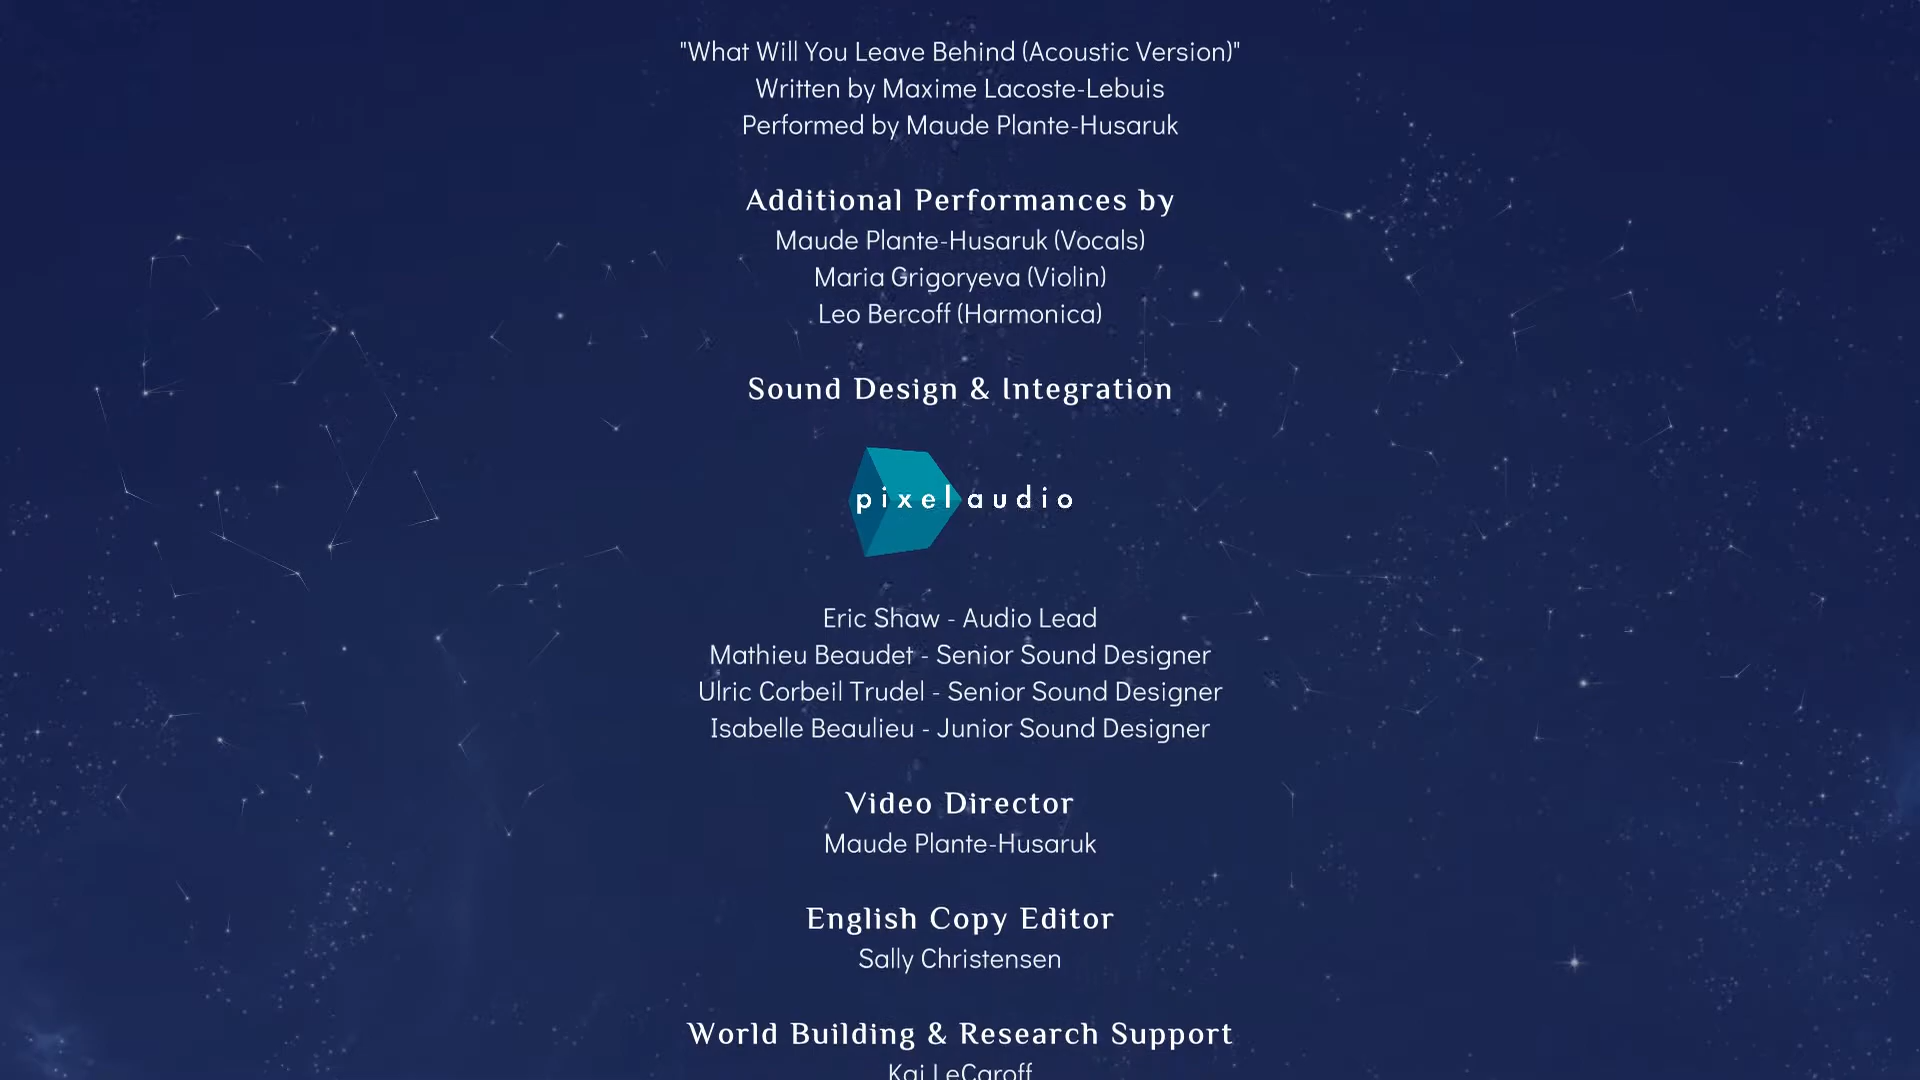 "What Will You Leave Behind (Acoustic Version)"
Written by Maxime Lacoste-Lebuis
Performed by Maude Plante-Husaruk
Additional Performances by
Maude Plante-Husaruk (Vocals)
Maria Grigoryeva (Violin)
Leo Bercoff (Harmonica)
Sound Design & Integration
pixelaudio
Eric Shaw - Audio Lead
Mathieu Beaudet - Senior Sound Designer
Ulric Corbeil Trudel - Senior Sound Designer
Isabelle Beaulieu - Junior Sound Designer
Video Director
Maude Plante-Husaruk
English Copy Editor
Sally Christensen
World Building & Research Support
Kai LeCaroff